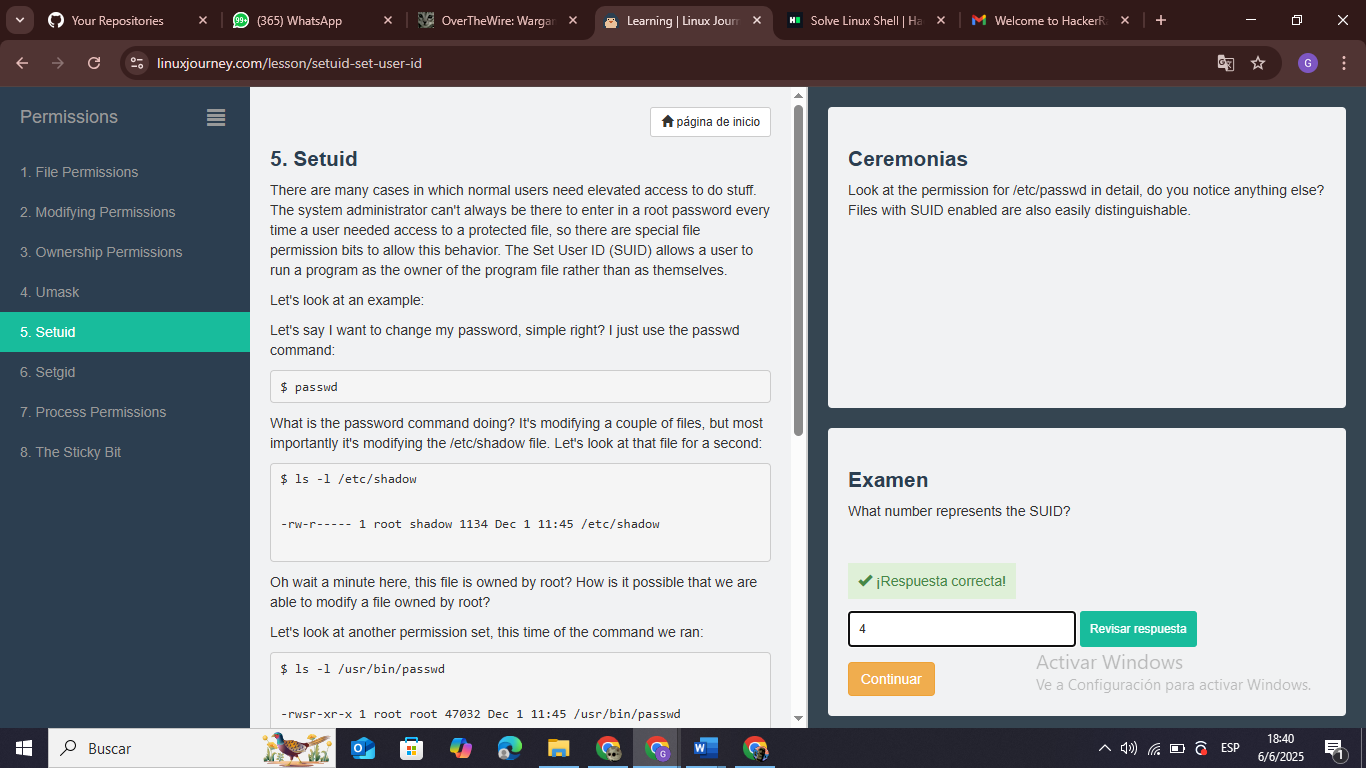 Your Repositories
99+
(365) WhatsApp
OverTheWire: Wargar
Learning | Linux Journ
Solve Linux Shell | Ha
Welcome to HackerR
linuxjourney.com/lesson/setuid-set-user-id
G
Permissions
1. File Permissions
2. Modifying Permissions
3. Ownership Permissions
4. Umask
5. Setuid
6. Setgid
7. Process Permissions
8. The Sticky Bit
página de inicio
5. Setuid
There are many cases in which normal users need elevated access to do stuff.
The system administrator can't always be there to enter in a root password every
time a user needed access to a protected file, so there are special file
permission bits to allow this behavior. The Set User ID (SUID) allows a user to
run a program as the owner of the program file rather than as themselves.
Let's look at an example:
Let's say I want to change my password, simple right? I just use the passwd
command:
$ passwd
What is the password command doing? It's modifying a couple of files, but most
importantly it's modifying the /etc/shadow file. Let's look at that file for a second:
$ ls -l /etc/shadow
-rw-r----- 1 root shadow 1134 Dec 1 11:45 /etc/shadow
Oh wait a minute here, this file is owned by root? How is it possible that we are
able to modify a file owned by root?
Let's look at another permission set, this time of the command we ran:
$ ls -l /usr/bin/passwd
-rwsr-xr-x 1 root root 47032 Dec 1 11:45 /usr/bin/passwd
Ceremonias
Look at the permission for /etc/passwd in detail, do you notice anything else?
Files with SUID enabled are also easily distinguishable.
Examen
What number represents the SUID?
¡Respuesta correcta!
4
Revisar respuesta
Continuar
Activar Windows
Ve a Configuración para activar Windows.
Buscar
ESP
18:40
6/6/2025
1